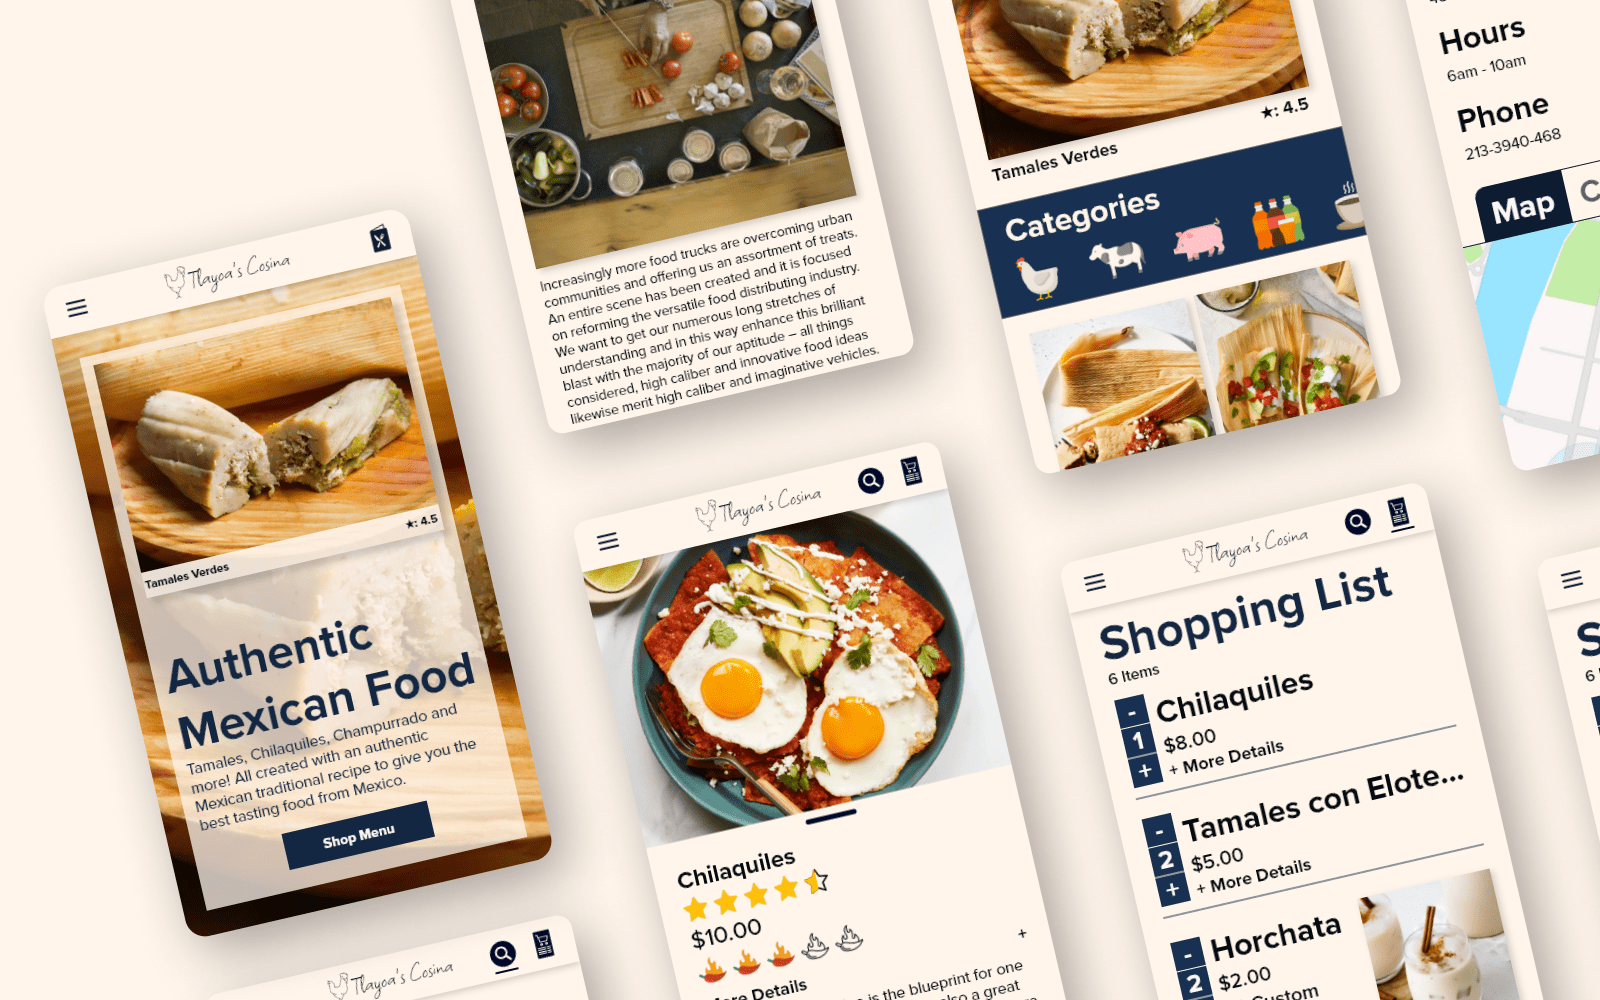 Tlayoa's Cosina
★: 4.5
Tamales Verdes
Authentic
Mexican Food
Tamales, Chilaquiles, Champurrado and
more! All created with an authentic
Mexican traditional recipe to give you the
best tasting food from Mexico.
Shop Menu
Tlayoa's Cosina
Increasingly more food trucks are overcoming urban
communities and offering us an assortment of treats.
An entire scene has been created and it is focused
on reforming the versatile food distributing industry.
We want to get our numerous long stretches of
understanding and in this way enhance this brilliant
blast with the majority of our aptitude – all things
considered, high caliber and innovative food ideas
likewise merit high caliber and imaginative vehicles.
Tlayoa's Cosina
Chilaquiles
$10.00
+
More Details
is the blueprint for one
also a great
★: 4.5
Tamales Verdes
Categories
Tlayoa's Cosina
Shopping List
6 Items
-
Chilaquiles
1
$8.00
+
+ More Details
-
Tamales con Elote...
2
$5.00
+
+ More Details
-
Horchata
2
$2.00
Custom
Hours
6am - 10am
Phone
213-3940-468
Map
C
S
6